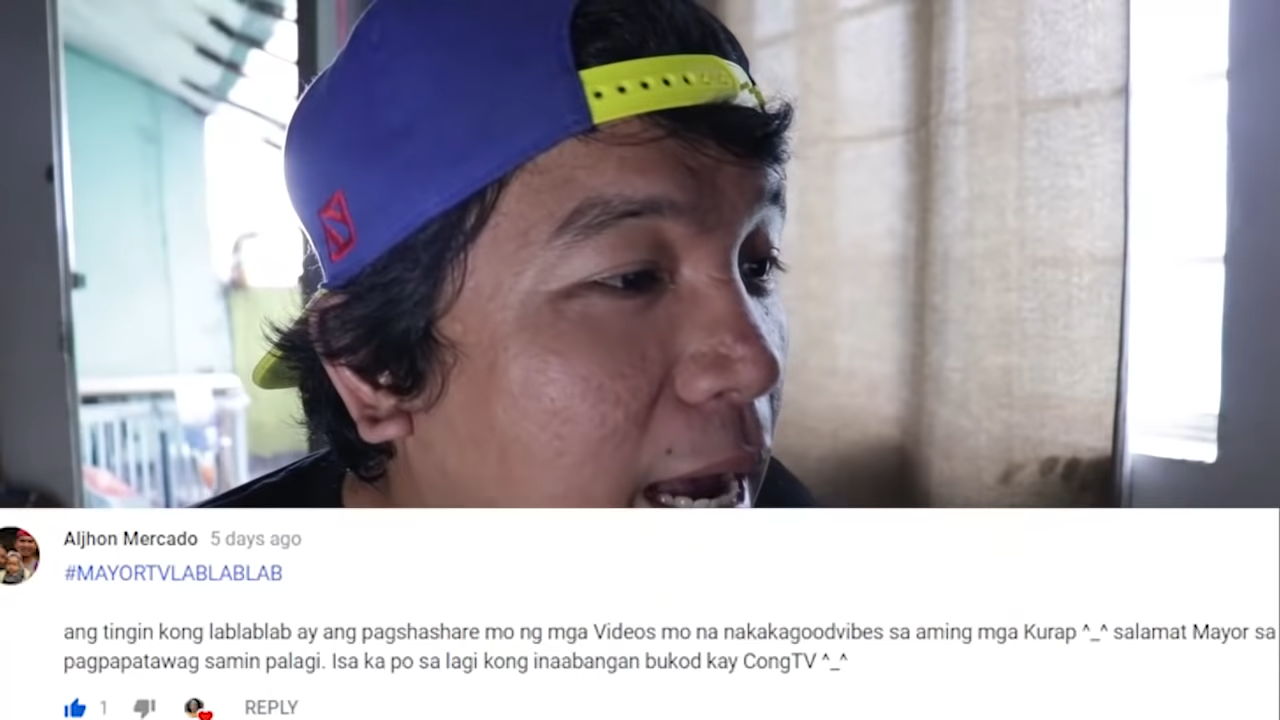 Aljhon Mercado 5 days ago
#MAYORTVLABLABLAB
ang tingin kong lablablab ay ang pagshashare mo ng mga Videos mo na nakakagoodvibes sa aming mga Kurap ^_^ salamat Mayor sa
pagpapatawag samin palagi. Isa ka po sa lagi kong inaabangan bukod kay CongTV ^_^
1 REPLY